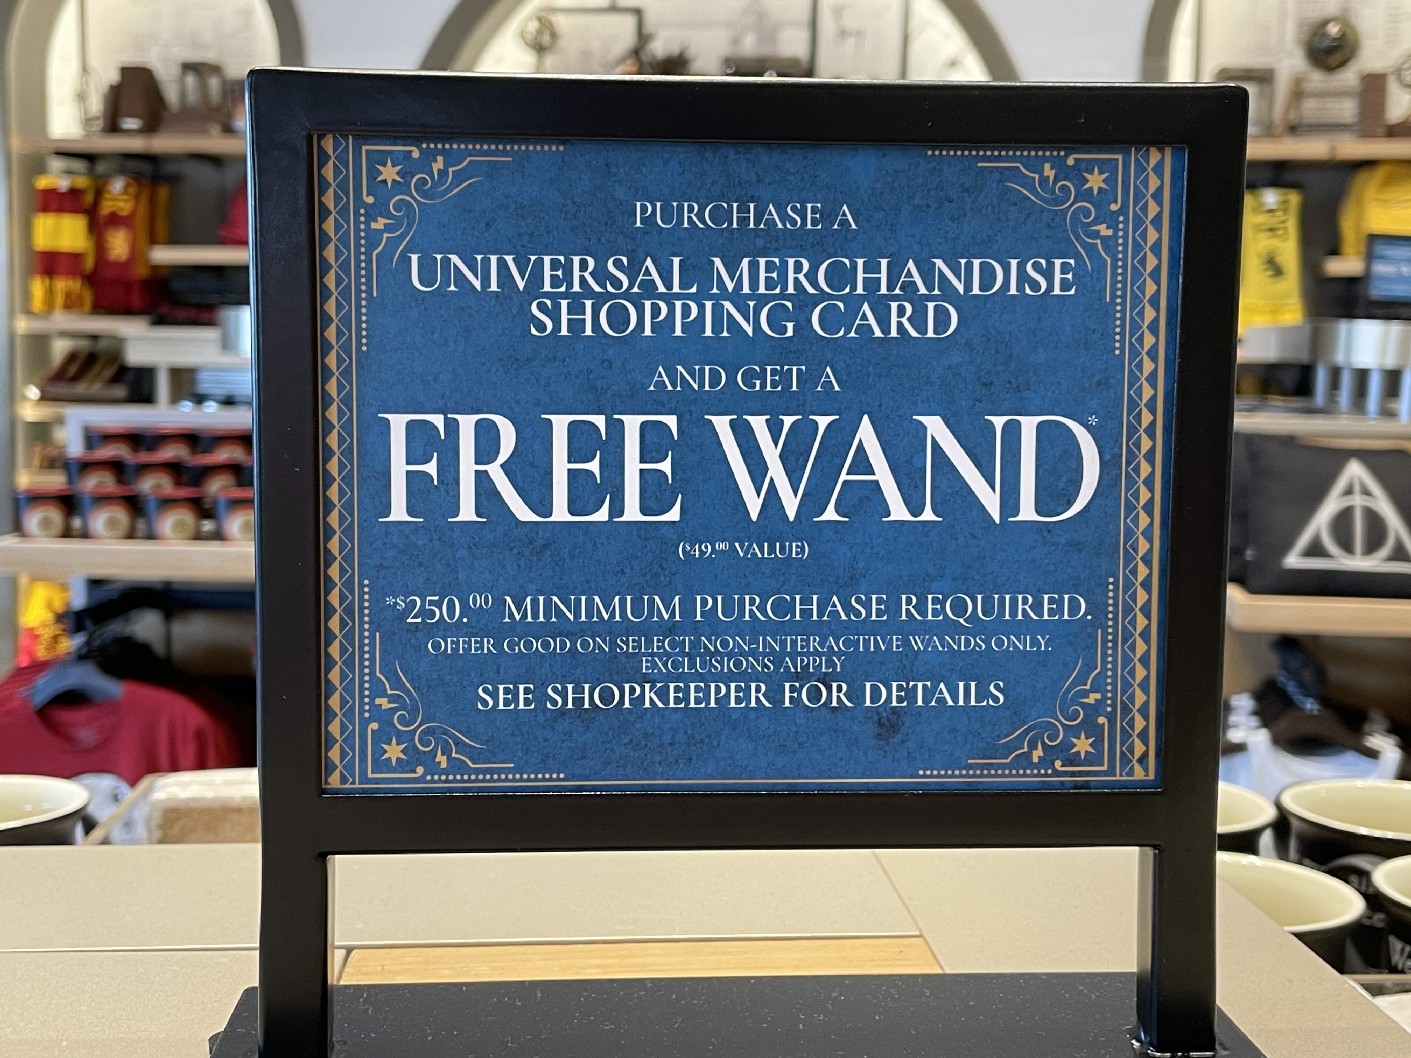 PURCHASE A
UNIVERSAL MERCHANDISE
SHOPPING CARD
AND GET A
FREE WAND*
($49.00 VALUE)
*$250.00 MINIMUM PURCHASE REQUIRED.
OFFER GOOD ON SELECT NON-INTERACTIVE WANDS ONLY.
EXCLUSIONS APPLY
SEE SHOPKEEPER FOR DETAILS